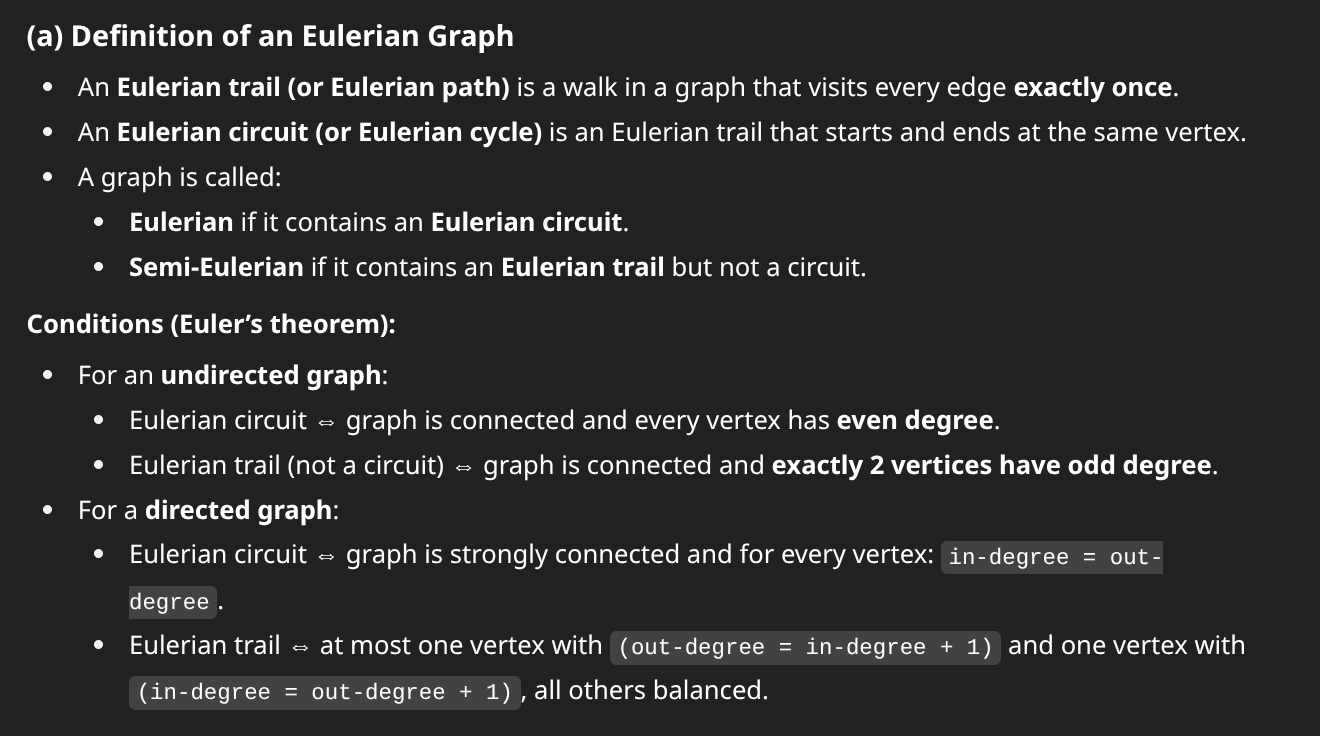 (a) Definition of an Eulerian Graph
• An Eulerian trail (or Eulerian path) is a walk in a graph that visits every edge exactly once.
• An Eulerian circuit (or Eulerian cycle) is an Eulerian trail that starts and ends at the same vertex.
• A graph is called:
• Eulerian if it contains an Eulerian circuit.
• Semi-Eulerian if it contains an Eulerian trail but not a circuit.
Conditions (Euler’s theorem):
• For an undirected graph:
• Eulerian circuit ⇔ graph is connected and every vertex has even degree.
• Eulerian trail (not a circuit) ⇔ graph is connected and exactly 2 vertices have odd degree.
• For a directed graph:
• Eulerian circuit ⇔ graph is strongly connected and for every vertex: in-degree = out-
degree.
• Eulerian trail ⇔ at most one vertex with (out-degree = in-degree + 1) and one vertex with
(in-degree = out-degree + 1), all others balanced.